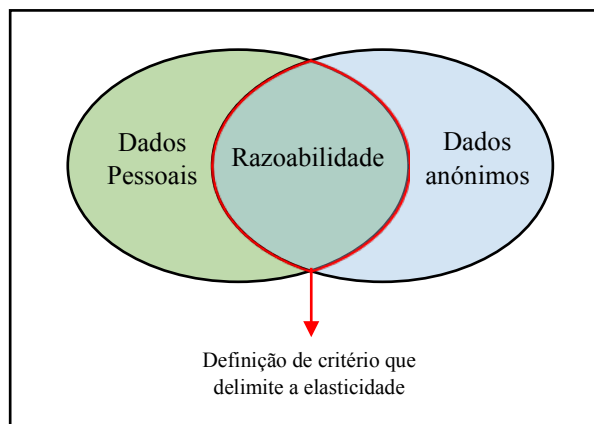 Dados
Pessoais
Razoabilidade
Dados
anónimos
Definição de critério que
delimite a elasticidade